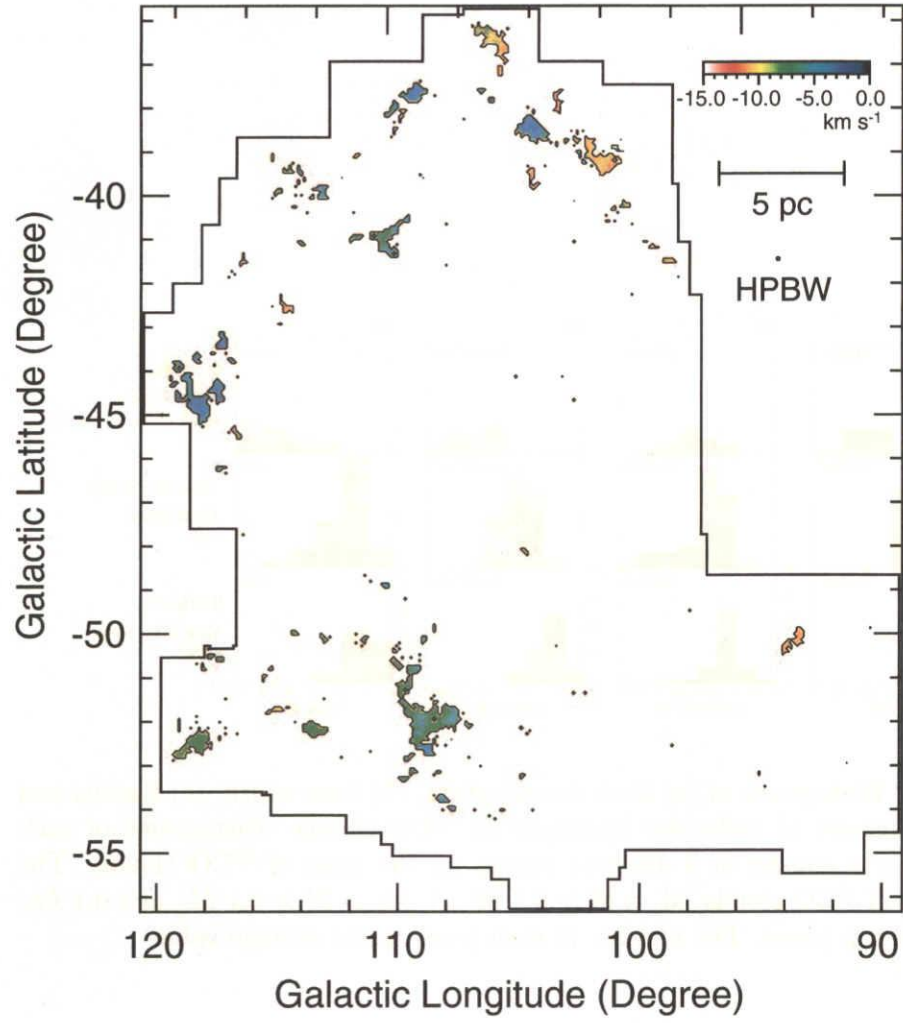 -15.0 -10.0 -5.0 0.0
km s-1
5 pc
HPBW
-40
-45
-50
-55
Galactic Latitude (Degree)
120 110 100 90
Galactic Longitude (Degree)